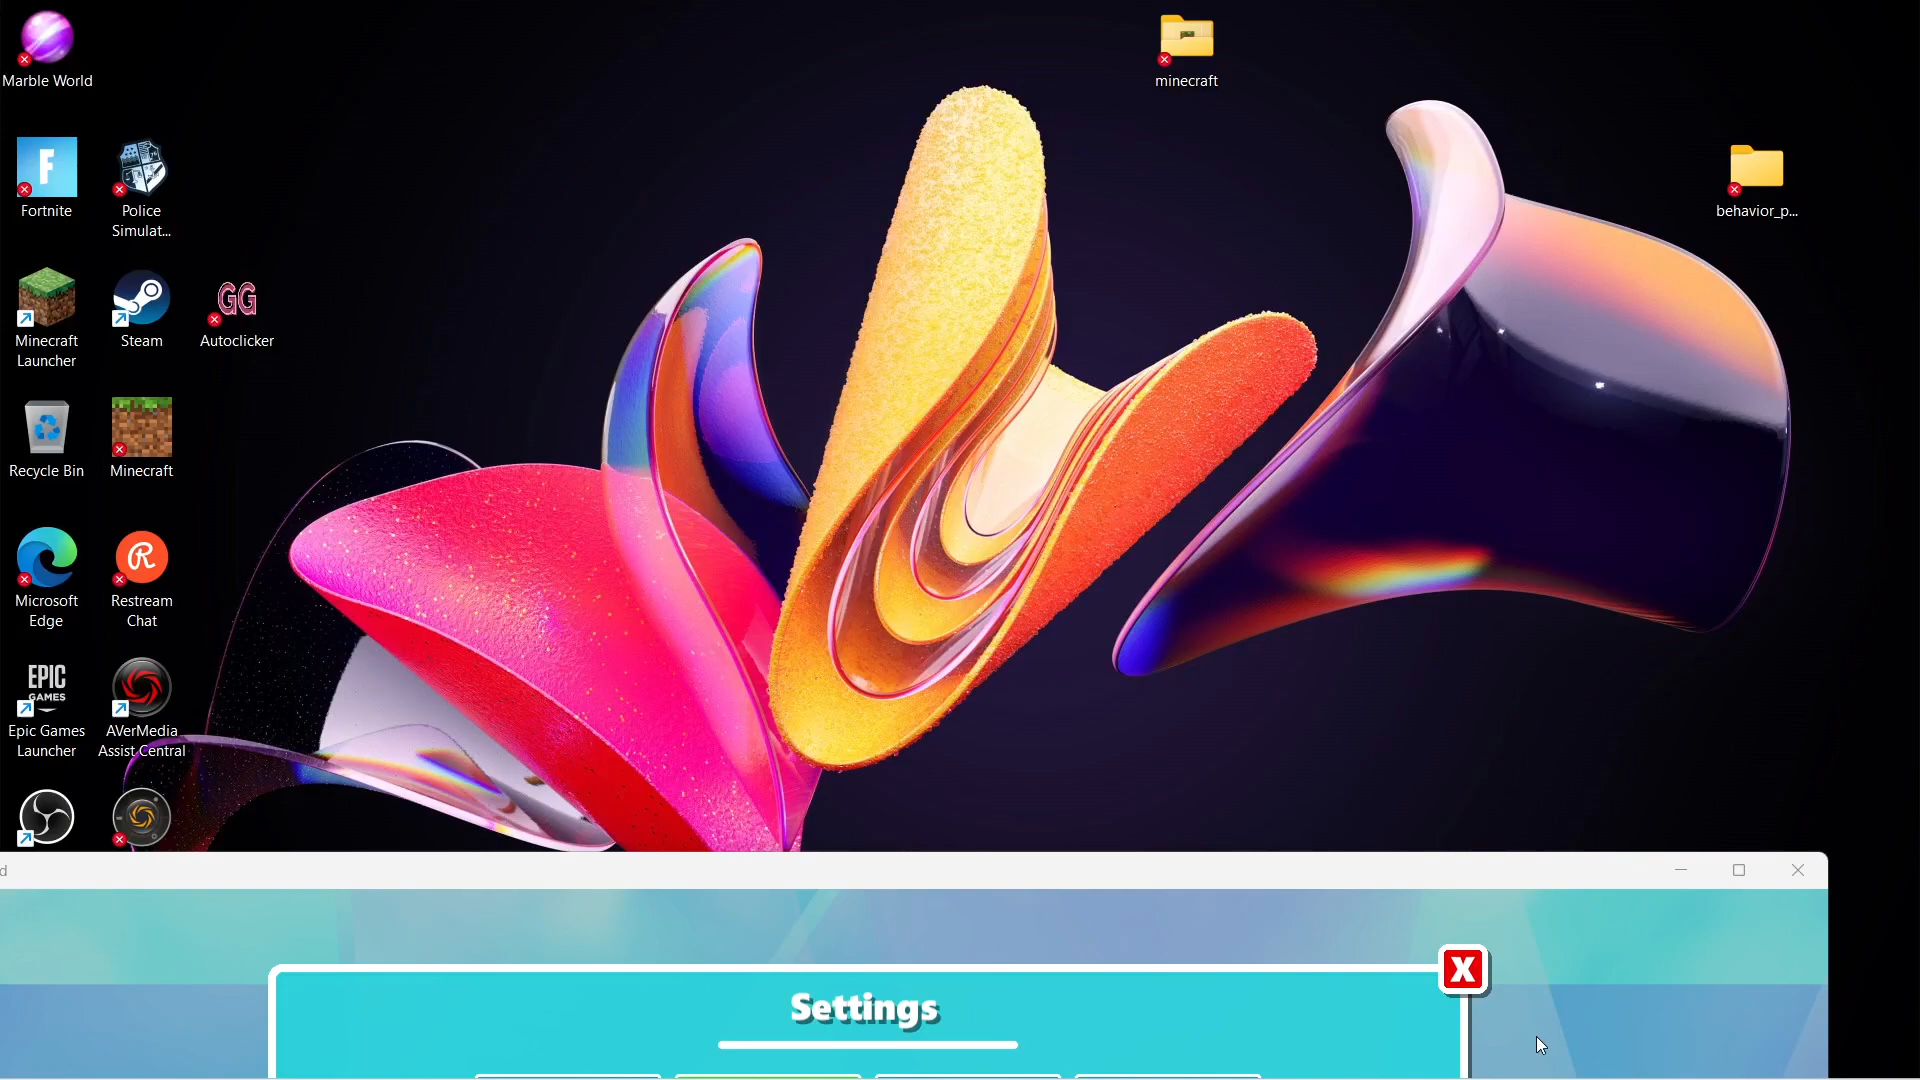 Marble World
minecraft
F
Fortnite
Police
Simulat...
behavior_p...
Minecraft
Launcher
Steam
GG
Autoclicker
Recycle Bin
Minecraft
Microsoft
Edge
R
Restream
Chat
EPIC
GAMES
Epic Games
Launcher
AVerMedia
Assist Central
d
X
Settings